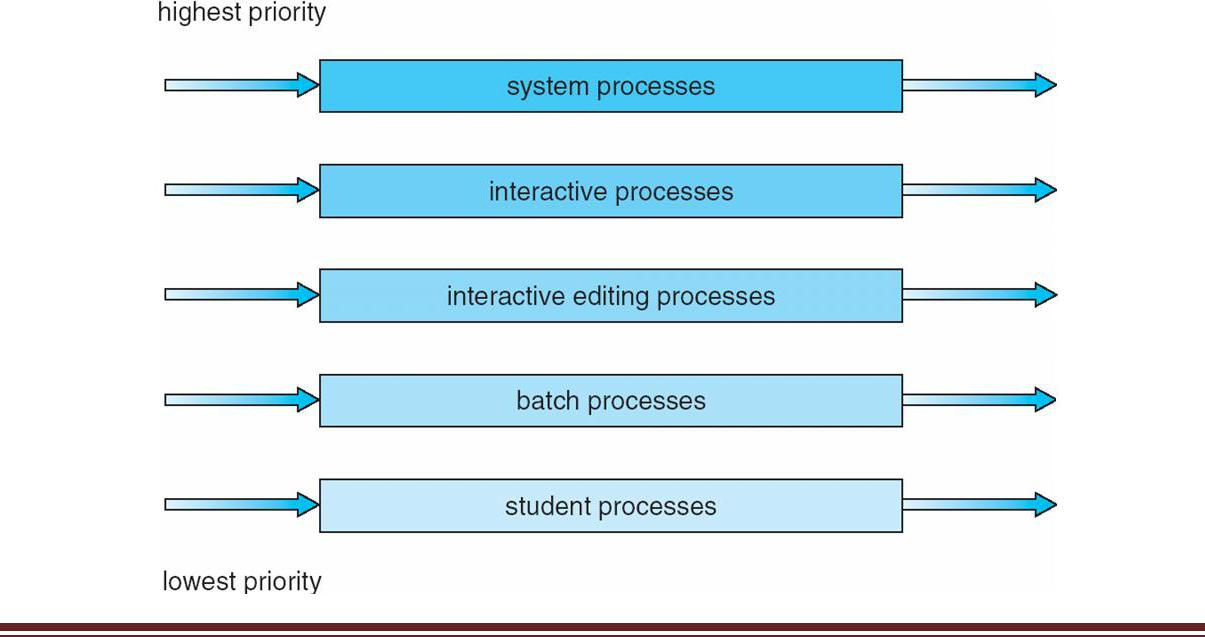 highest priority
system processes
interactive processes
interactive editing processes
batch processes
student processes
lowest priority